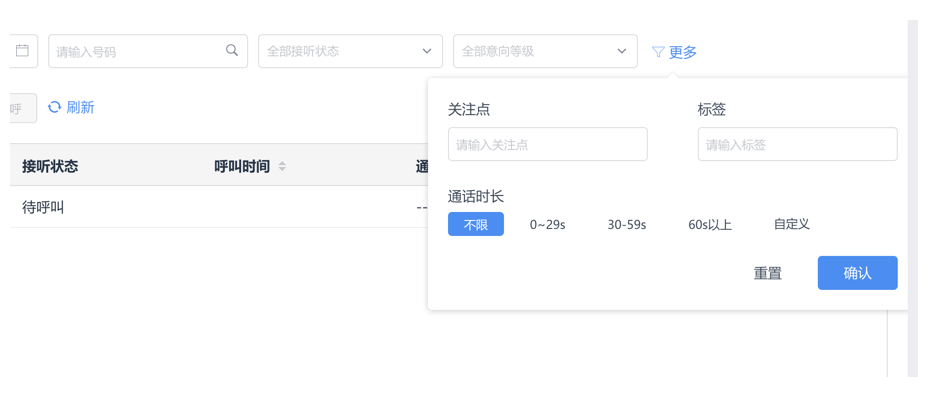 请输入号码
全部接听状态
全部意向等级
更多
呼
刷新
关注点
标签
请输入关注点
请输入标签
接听状态
呼叫时间
通
待呼叫
--
通话时长
不限
0~29s
30-59s
60s以上
自定义
重置
确认